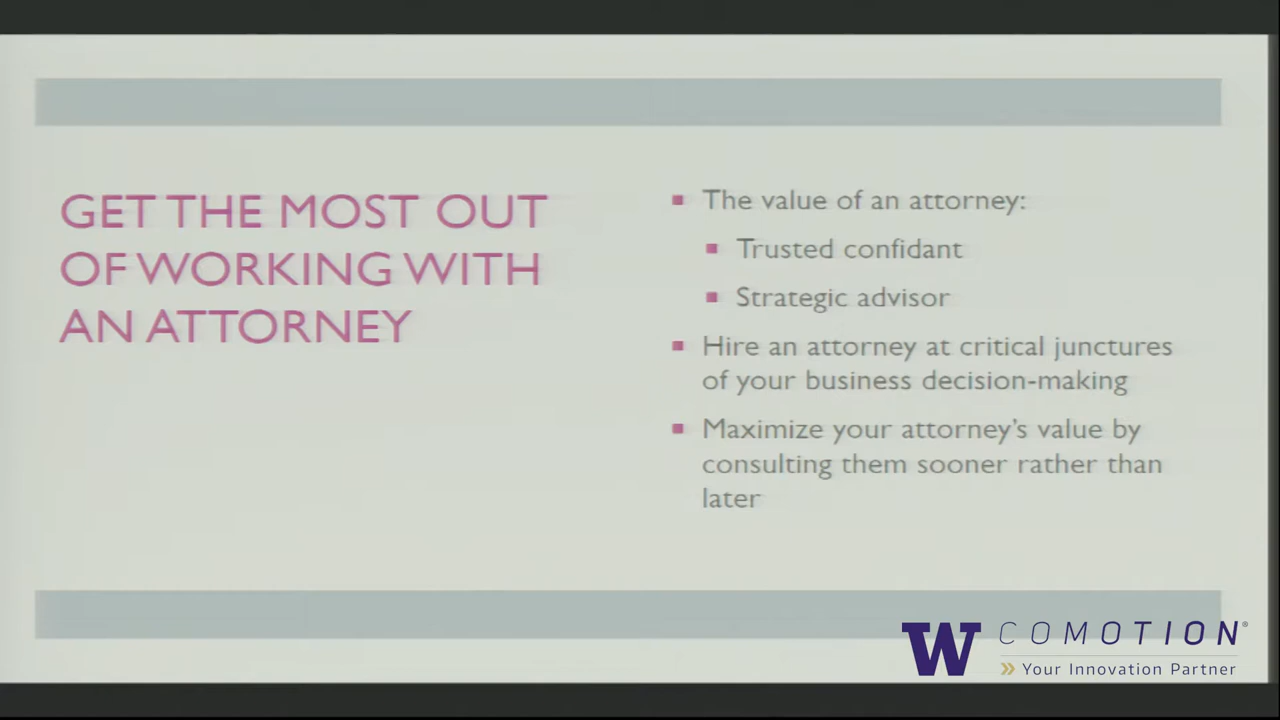 GET THE MOST OUT
OF WORKING WITH
AN ATTORNEY
The value of an attorney:
Trusted confidant
Strategic advisor
Hire an attorney at critical junctures
of your business decision-making
Maximize your attorney's value by
consulting them sooner rather than
later
W COMOTION®
» Your Innovation Partner